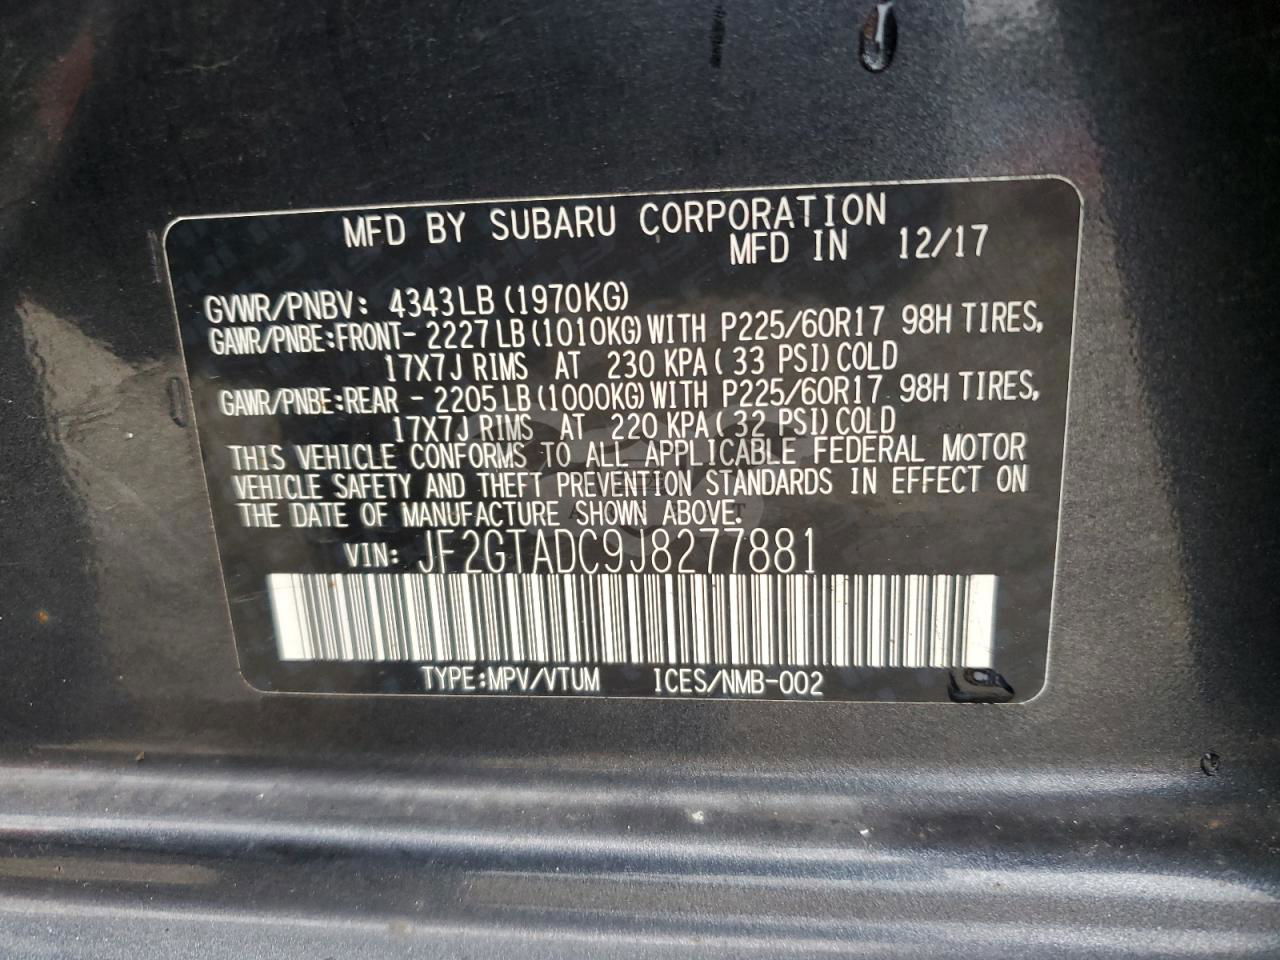 MFD BY SUBARU CORPORATION
MFD IN 12/17
GVWR/PNBV: 4343LB (1970KG)
GAWR/PNBE:FRONT- 2227LB (1010KG) WITH P225/60R17 98H TIRES,
17X7J RIMS AT 230 KPA (33 PSI) COLD
GAWR/PNBE:REAR - 2205LB (1000KG) WITH P225/60R17 98H TIRES,
17X7J RIMS AT 220 KPA (32 PSI) COLD
THIS VEHICLE CONFORMS TO ALL APPLICABLE FEDERAL MOTOR
VEHICLE SAFETY AND THEFT PREVENTION STANDARDS IN EFFECT ON
THE DATE OF MANUFACTURE SHOWN ABOVE.
VIN: JF2GTADC9J8277881
TYPE:MPV/VTUM ICES/NMB-002